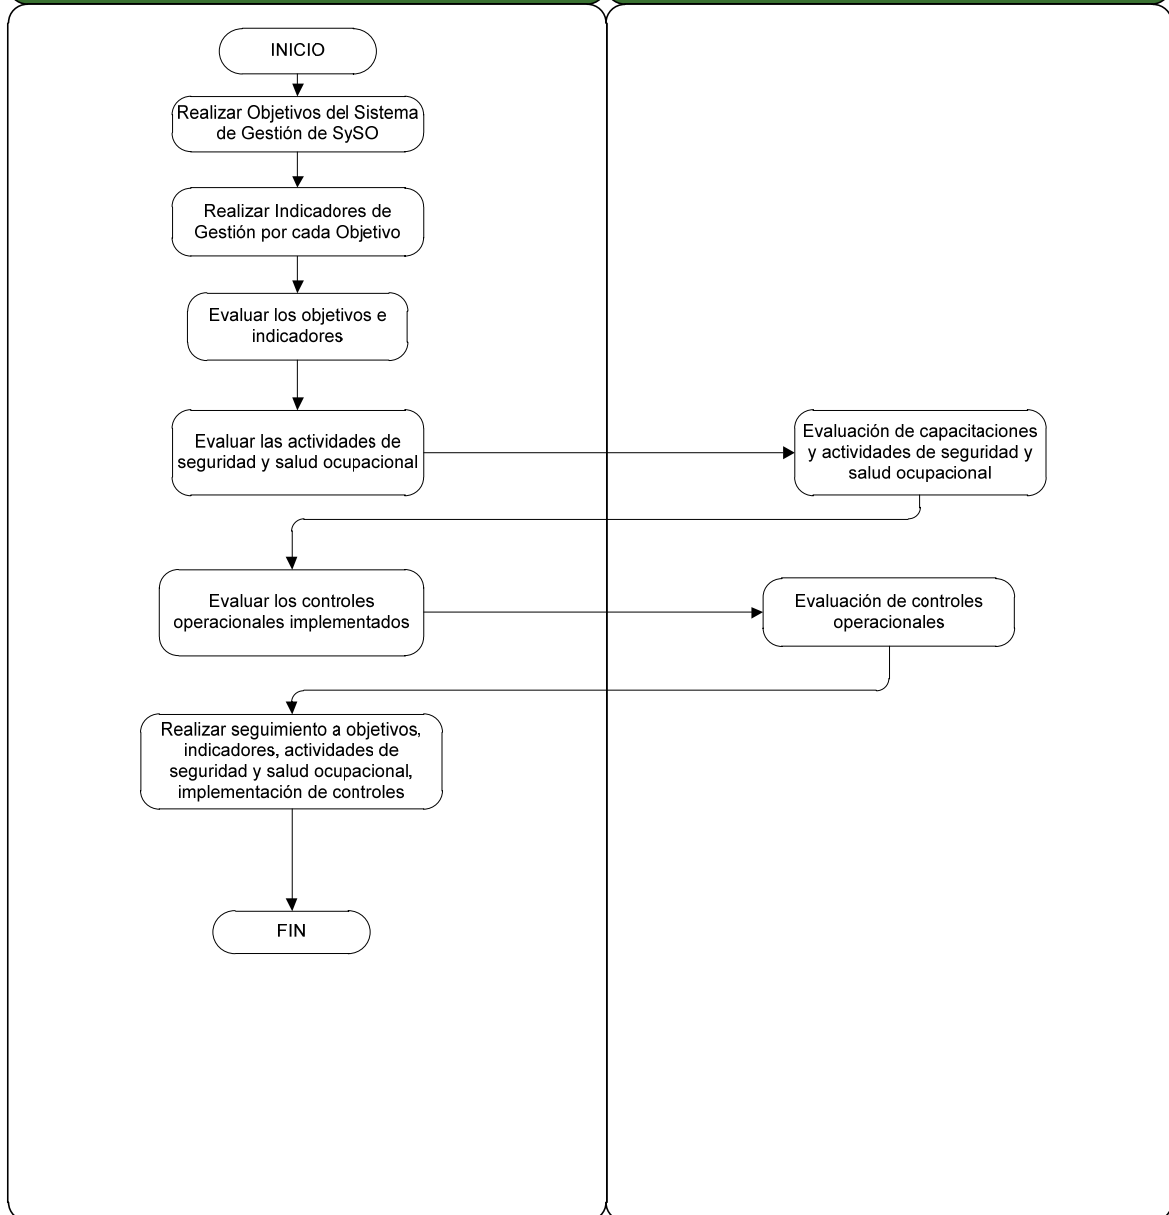 INICIO
Realizar Objetivos del Sistema
de Gestión de SySO
Realizar Indicadores de
Gestión por cada Objetivo
Evaluar los objetivos e
indicadores
Evaluar las actividades de
seguridad y salud ocupacional
Evaluación de capacitaciones
y actividades de seguridad y
salud ocupacional
Evaluar los controles
operacionales implementados
Evaluación de controles
operacionales
Realizar seguimiento a objetivos,
indicadores, actividades de
seguridad y salud ocupacional,
implementación de controles
FIN